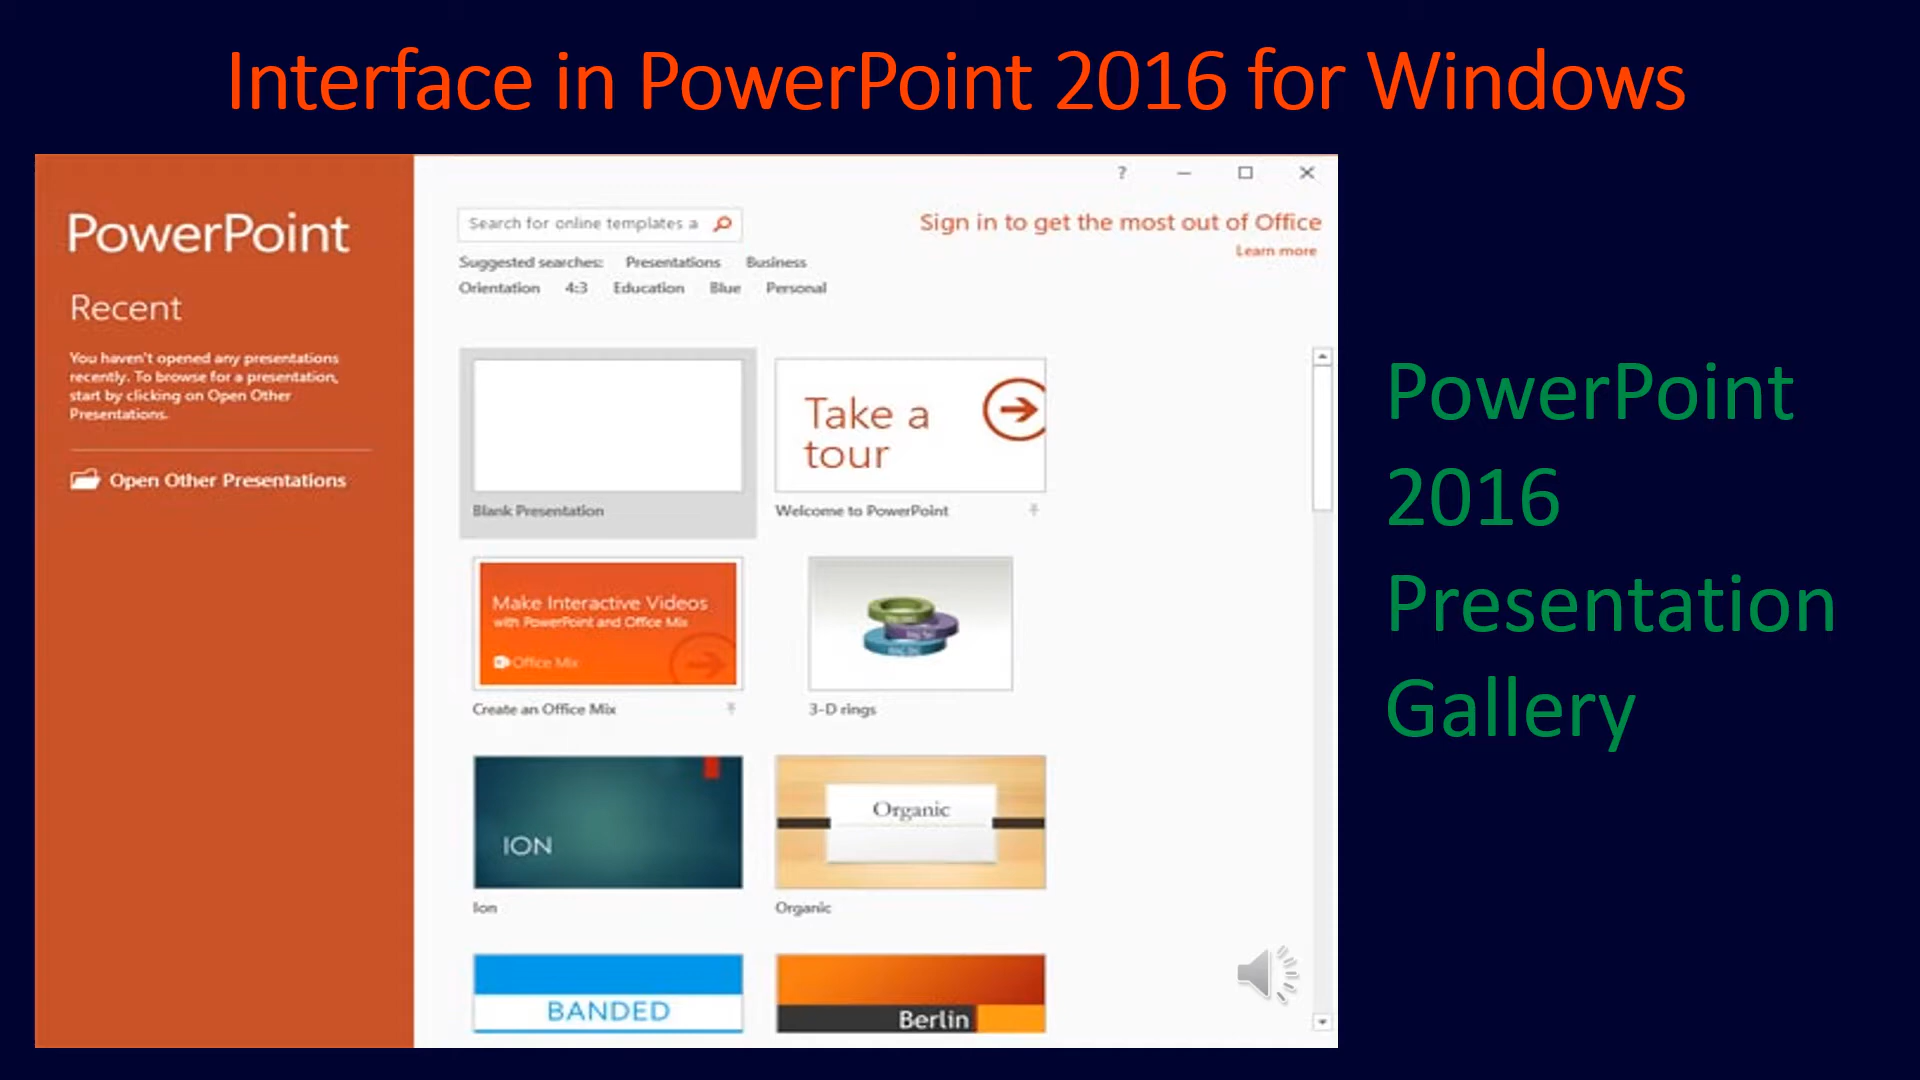 Interface in PowerPoint 2016 for Windows
PowerPoint
Recent
You haven't opened any presentations
recently. To browse for a presentation,
start by clicking on Open Other
Presentations.
Open Other Presentations
?
Search for online templates a
Sign in to get the most out of Office
Learn more
Suggested searches: Presentations Business
Orientation 4:3 Education Blue Personal
Blank Presentation
Take a
tour
Welcome to PowerPoint
Make Interactive Videos
with PowerPoint and Office Mix
Office Mix
Create an Office Mix
3-D rings
ION
Ion
Organic
Organic
BANDED
Berlin
PowerPoint
2016
Presentation
Gallery